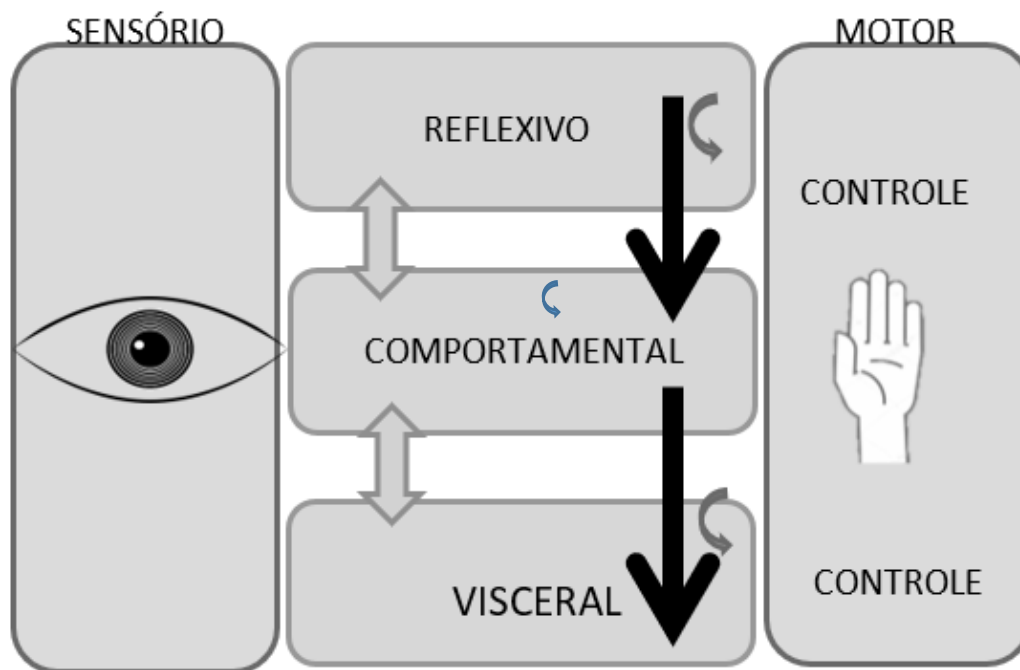 SENSÓRIO
MOTOR
REFLEXIVO
CONTROLE
COMPORTAMENTAL
CONTROLE
VISCERAL